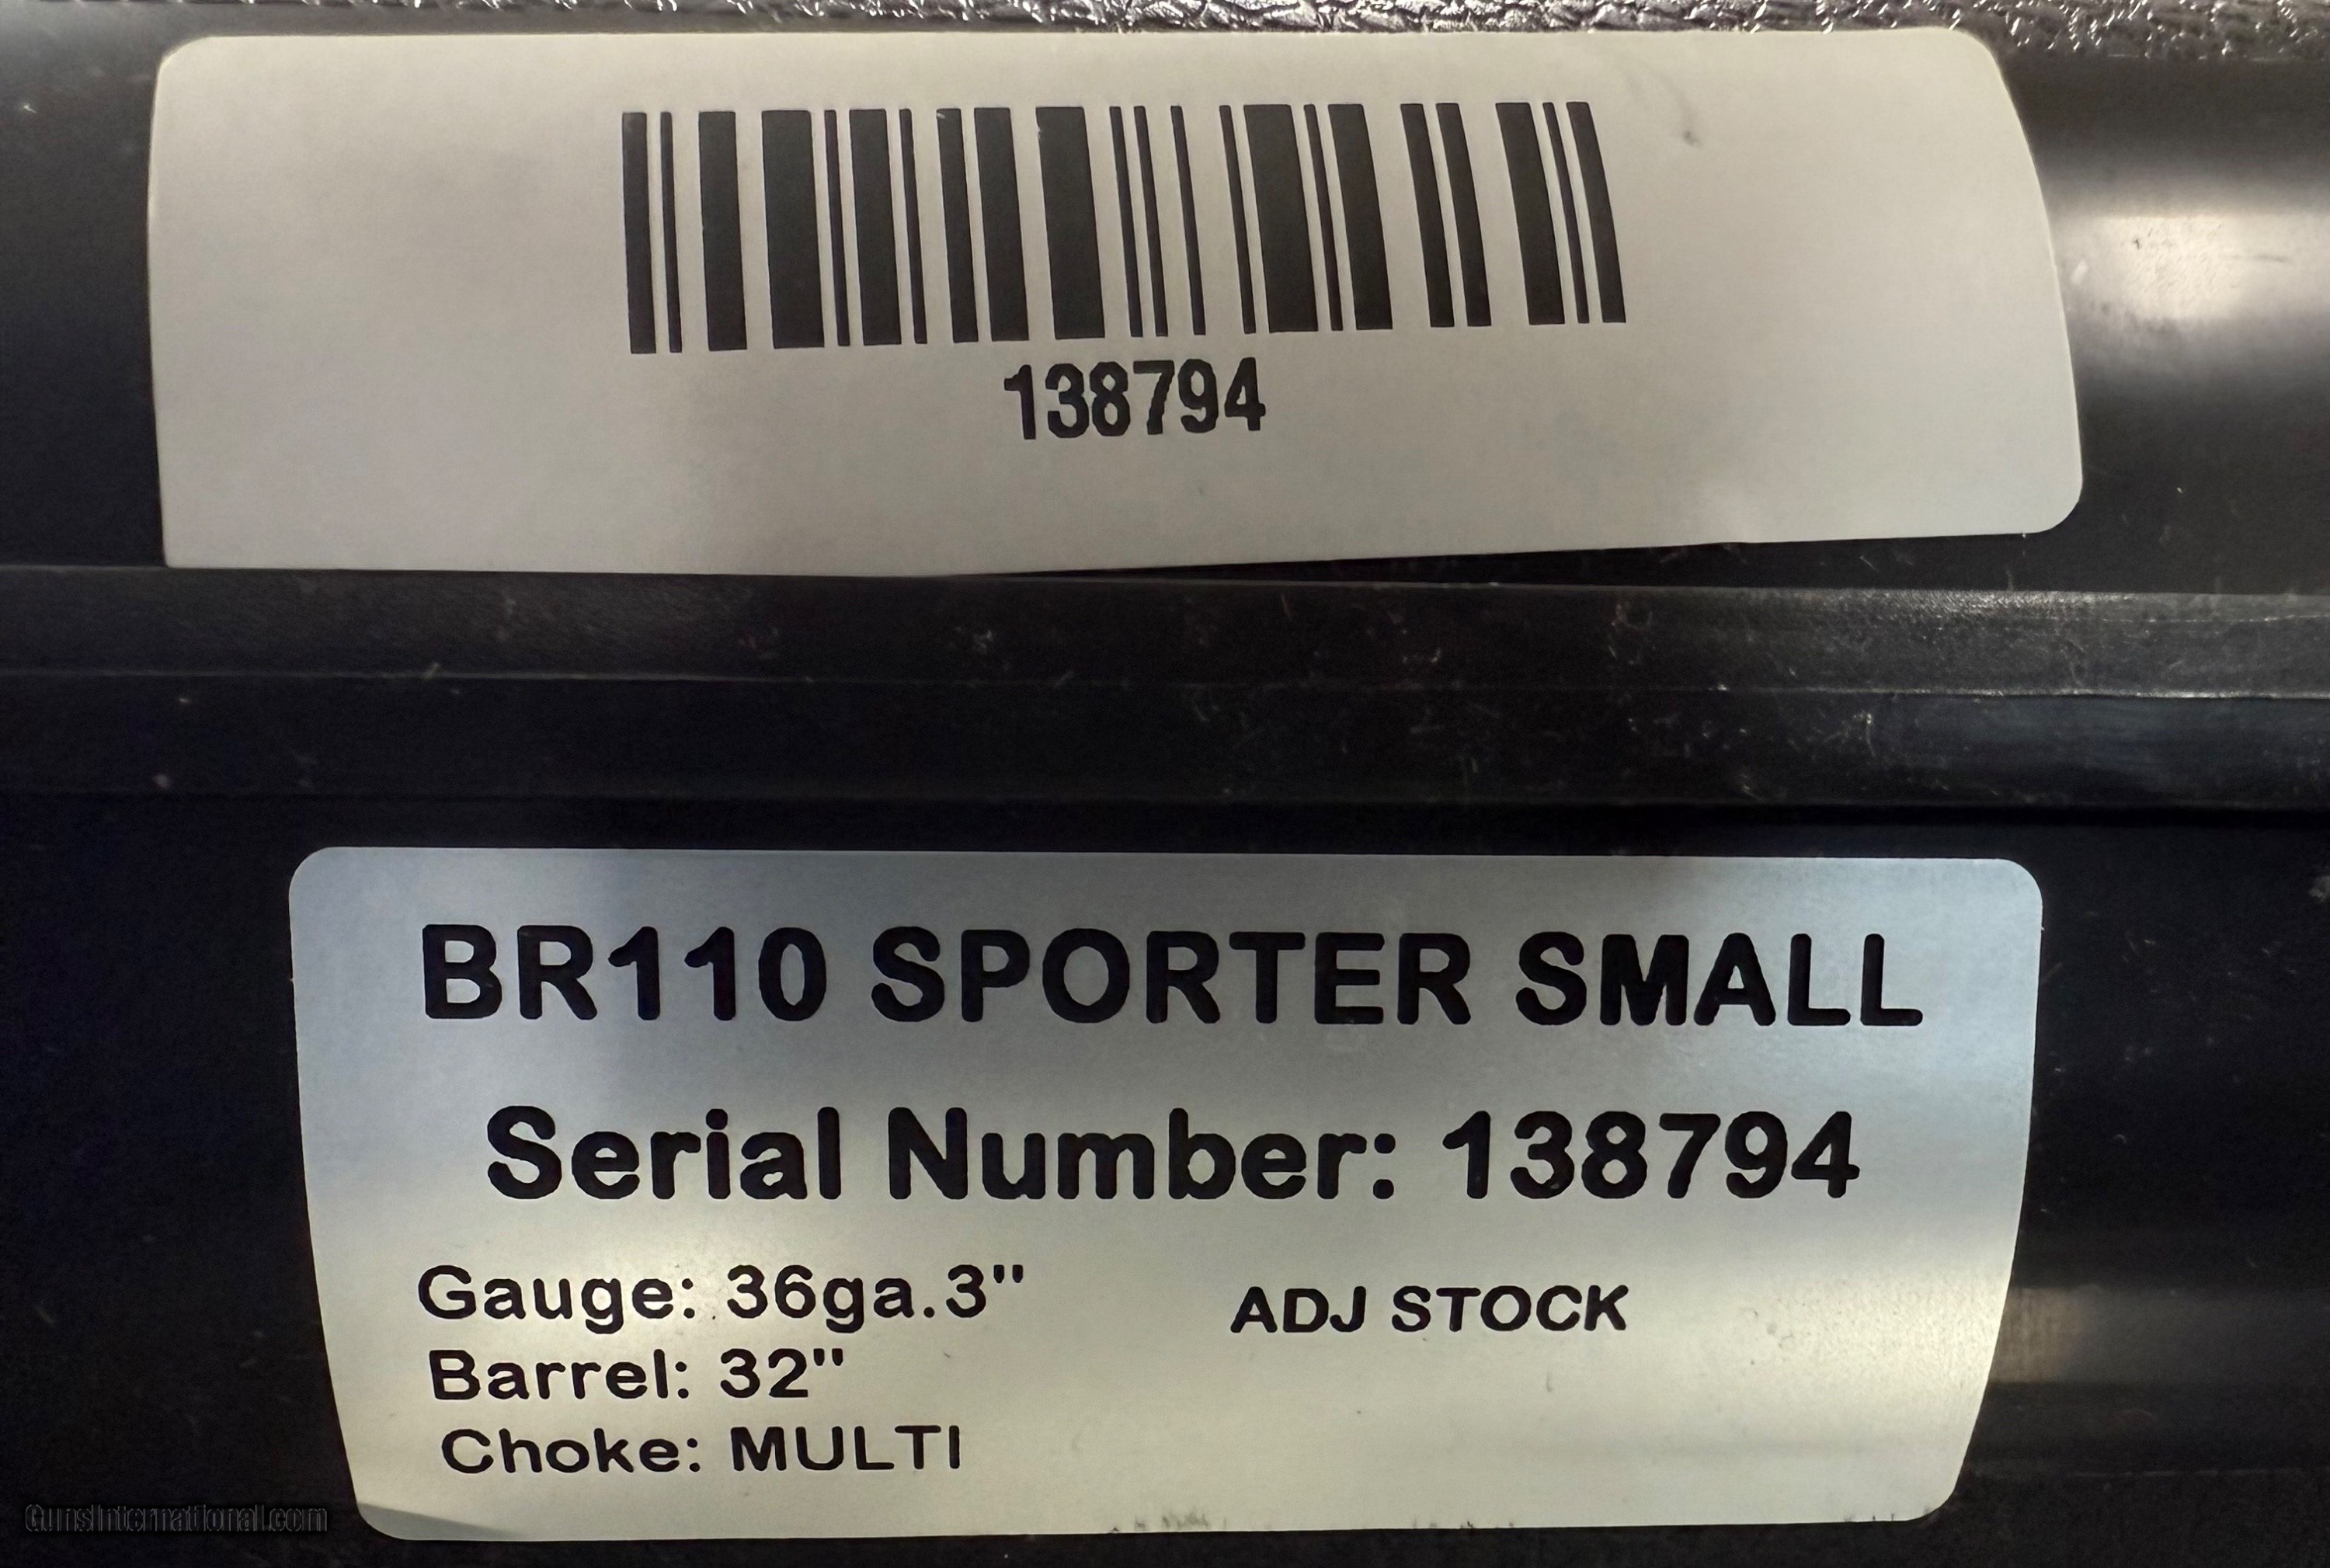 138794
BR110 SPORTER SMALL
Serial Number: 138794
Gauge: 36ga.3" ADJ STOCK
Barrel: 32"
Choke: MULTI
GunsInternational.com